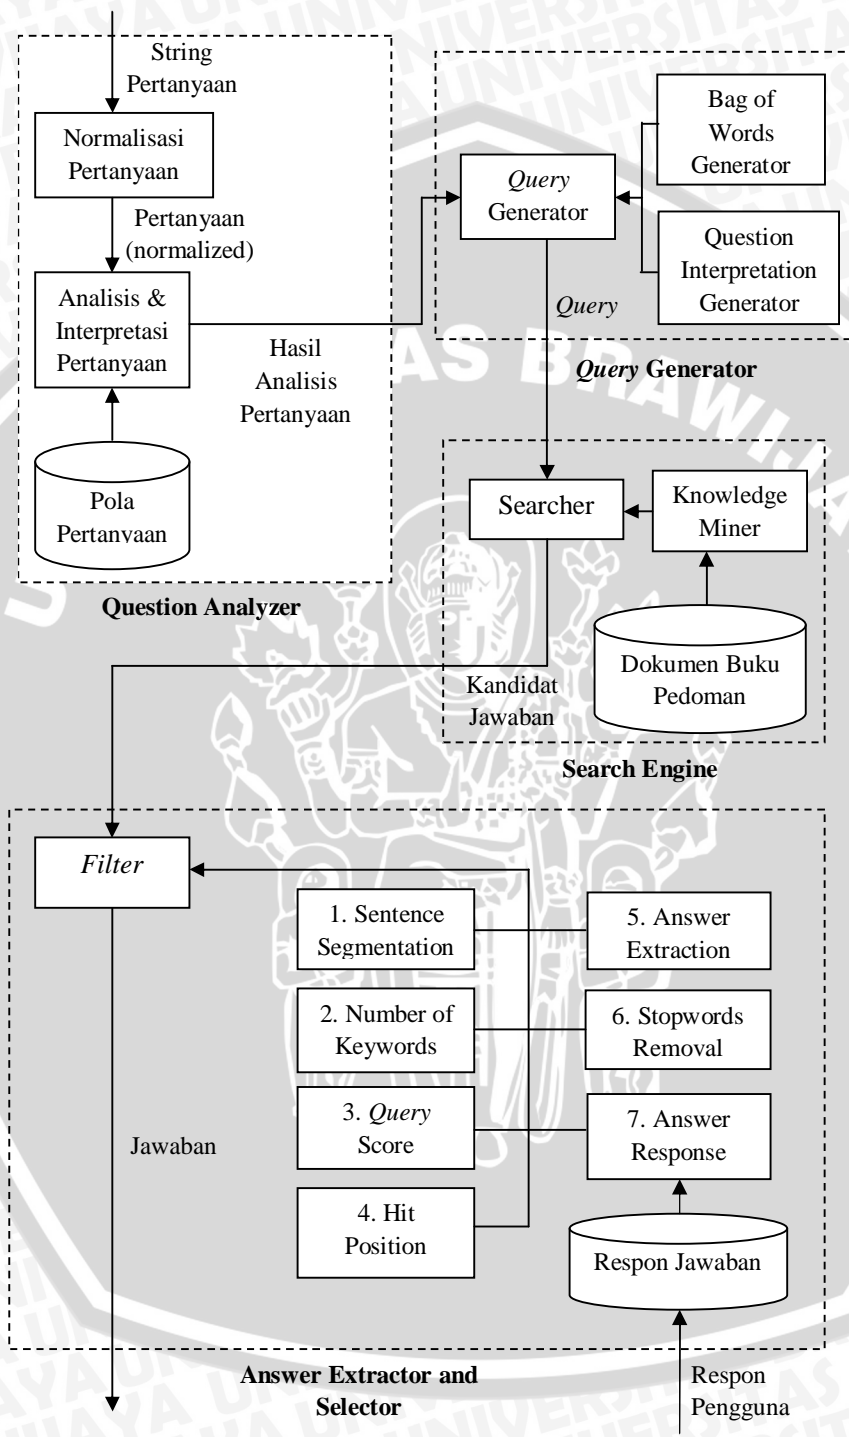 String
Pertanyaan
Normalisasi
Pertanyaan
Pertanyaan
(normalized)
Analisis &
Interpretasi
Pertanyaan
Hasil
Analisis
Pertanyaan
Pola
Pertanyaan
Question Analyzer
Bag of
Words
Generator
Query
Generator
Question
Interpretation
Generator
Query
Query Generator
Searcher
Knowledge
Miner
Dokumen Buku
Pedoman
Kandidat
Jawaban
Search Engine
Filter
1. Sentence
Segmentation
2. Number of
Keywords
3. Query
Score
4. Hit
Position
5. Answer
Extraction
6. Stopwords
Removal
7. Answer
Response
Respon Jawaban
Jawaban
Answer Extractor and
Selector
Respon
Pengguna